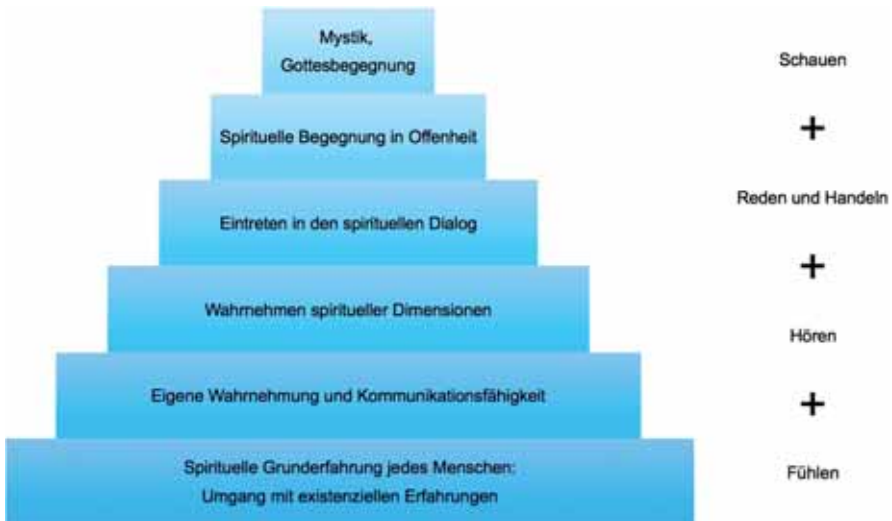 Mystik,
Gottesbegegnung
Spirituelle Begegnung in Offenheit
Eintreten in den spirituellen Dialog
Wahrnehmen spiritueller Dimensionen
Eigene Wahrnehmung und Kommunikationsfähigkeit
Spirituelle Grunderfahrung jedes Menschen:
Umgang mit existenziellen Erfahrungen
Schauen
+
Reden und Handeln
+
Hören
+
Fühlen